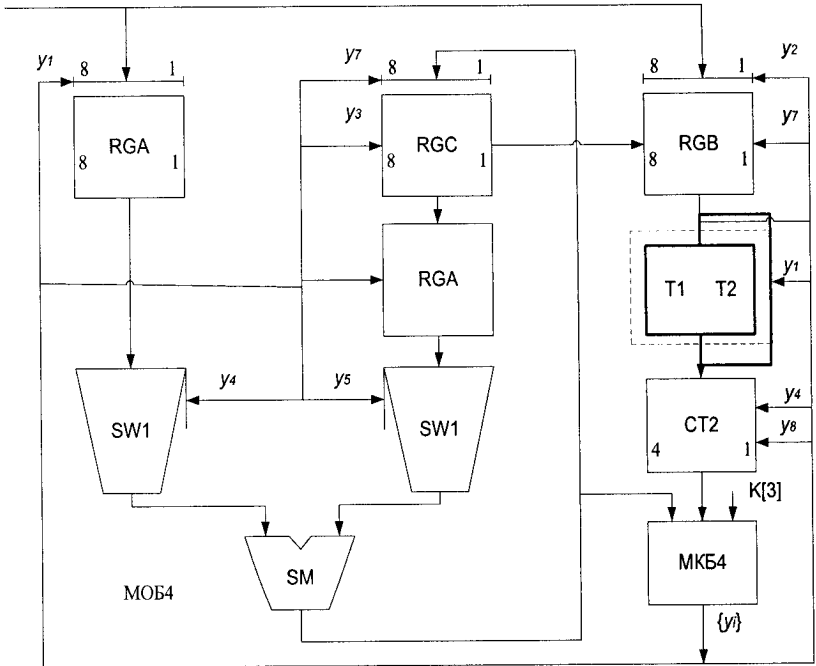 y1 8 1 y7 8 1 8 1 y2
y3 y7
RGA RGC RGB
8 1 8 1 8 1
RGA T1 T2 y1
y4 y5 y4
SW1 SW1 CT2 y8
4 1
K[3]
SM МКБ4
МОБ4
{yi}